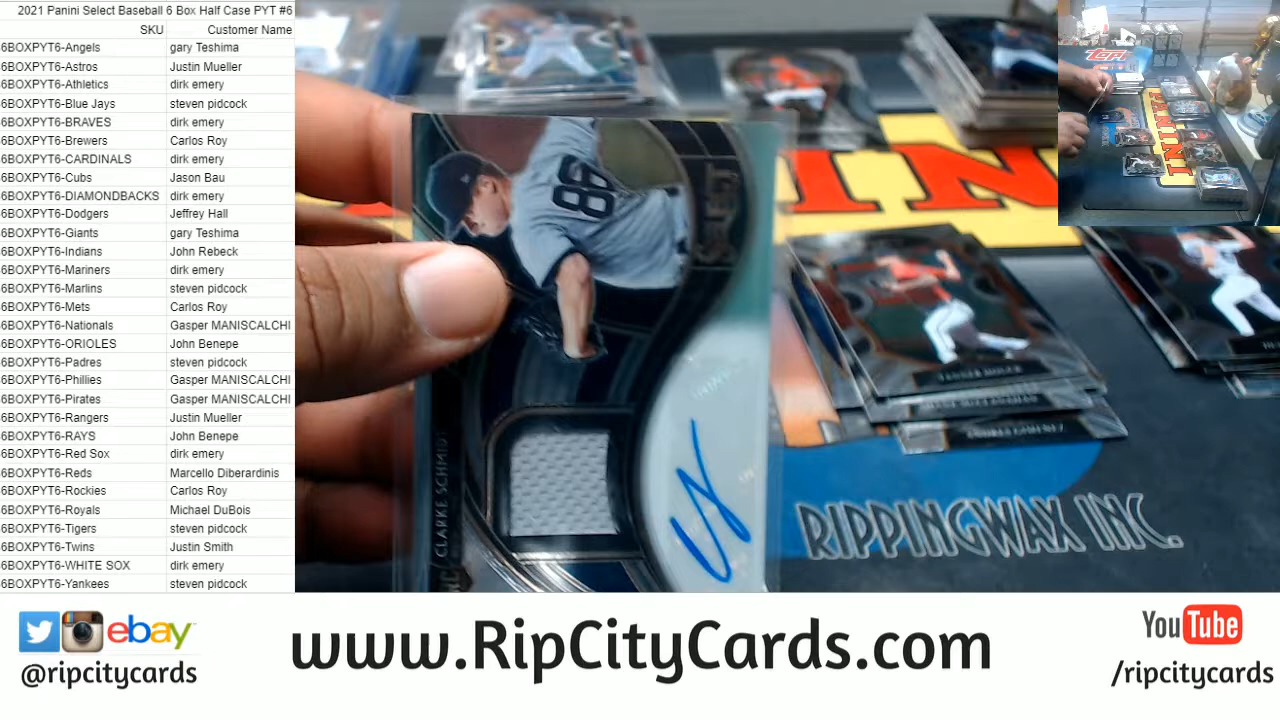 2021 Panini Select Baseball 6 Box Half Case PYT #6
SKU Customer Name
6BOXPYT6-Angels gary Teshima
6BOXPYT6-Astros Justin Mueller
6BOXPYT6-Athletics dirk emery
6BOXPYT6-Blue Jays steven pidcock
6BOXPYT6-BRAVES dirk emery
6BOXPYT6-Brewers Carlos Roy
6BOXPYT6-CARDINALS dirk emery
6BOXPYT6-Cubs Jason Bau
6BOXPYT6-DIAMONDBACKS dirk emery
6BOXPYT6-Dodgers Jeffrey Hall
6BOXPYT6-Giants gary Teshima
6BOXPYT6-Indians John Rebeck
6BOXPYT6-Mariners dirk emery
6BOXPYT6-Marlins steven pidcock
6BOXPYT6-Mets Carlos Roy
6BOXPYT6-Nationals Gasper MANISCALCHI
6BOXPYT6-ORIOLES John Benepe
6BOXPYT6-Padres steven pidcock
6BOXPYT6-Phillies Gasper MANISCALCHI
6BOXPYT6-Pirates Gasper MANISCALCHI
6BOXPYT6-Rangers Justin Mueller
6BOXPYT6-RAYS John Benepe
6BOXPYT6-Red Sox dirk emery
6BOXPYT6-Reds Marcello Diberardinis
6BOXPYT6-Rockies Carlos Roy
6BOXPYT6-Royals Michael DuBois
6BOXPYT6-Tigers steven pidcock
6BOXPYT6-Twins Justin Smith
6BOXPYT6-WHITE SOX dirk emery
6BOXPYT6-Yankees steven pidcock
86
SELECT
CLARKE SCHMIDT
RC
INI
RIPPINGWAX INC.
Topps
PANINI
ebay
@ripcitycards
www.RipCityCards.com
YouTube
/ripcitycards